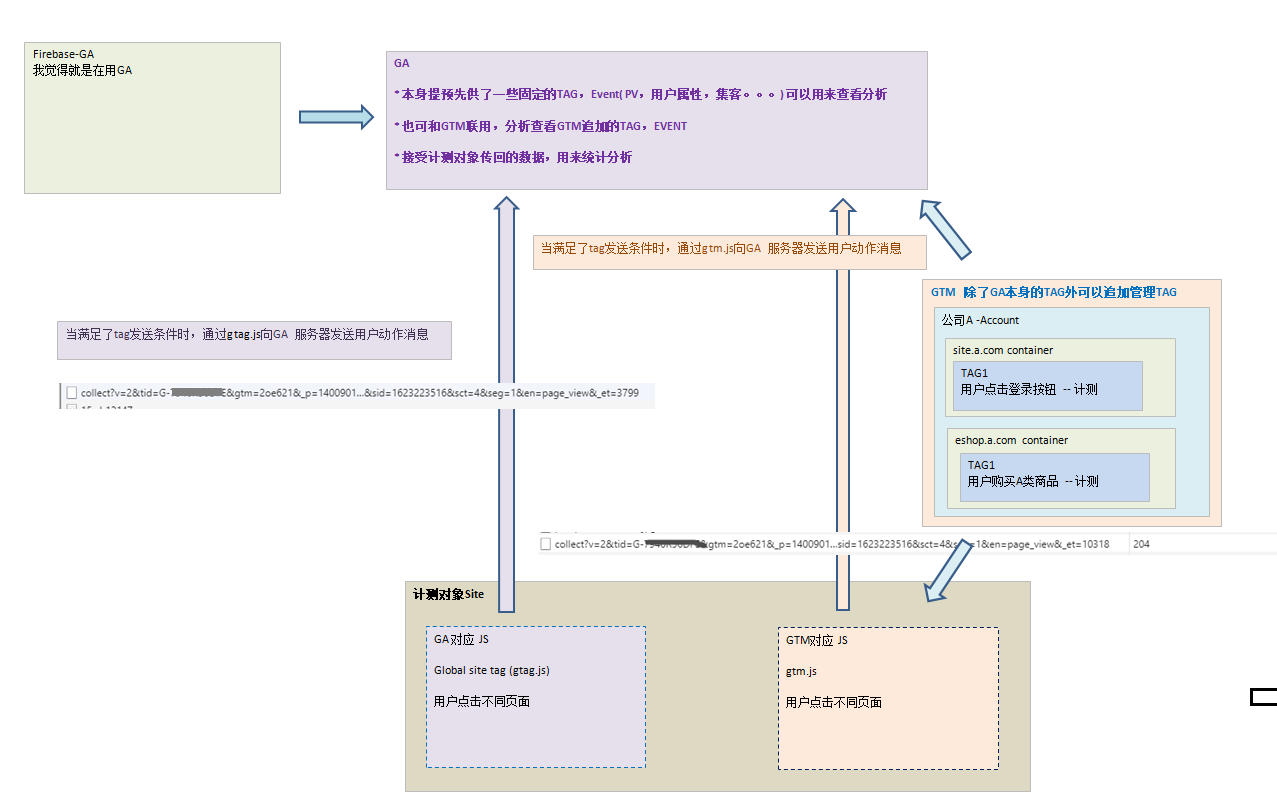 Firebase-GA
我觉得就是在用GA
GA
*本身提预先供了一些固定的TAG，Event( PV，用户属性，集客。。。) 可以用来查看分析
*也可和GTM联用，分析查看GTM追加的TAG，EVENT
*接受计测对象传回的数据，用来统计分析
当满足了tag发送条件时，通过gtm.js向GA 服务器发送用户动作消息
GTM 除了GA本身的TAG外可以追加管理TAG
公司A -Account
site.a.com container
TAG1
用户点击登录按钮 -- 计测
eshop.a.com container
TAG1
用户购买A类商品 -- 计测
当满足了tag发送条件时，通过gtag.js向GA 服务器发送用户动作消息
collect?v=2&tid=G-&gtm=2oe621&_p=1400901...&sid=1623223516&sct=4&seg=1&en=page_view&_et=3799
collect?v=2&tid=G-&gtm=2oe621&_p=1400901...sid=1623223516&sct=4&s=1&en=page_view&_et=10318 204
计测对象Site
GA对应 JS
Global site tag (gtag.js)
用户点击不同页面
GTM对应 JS
gtm.js
用户点击不同页面